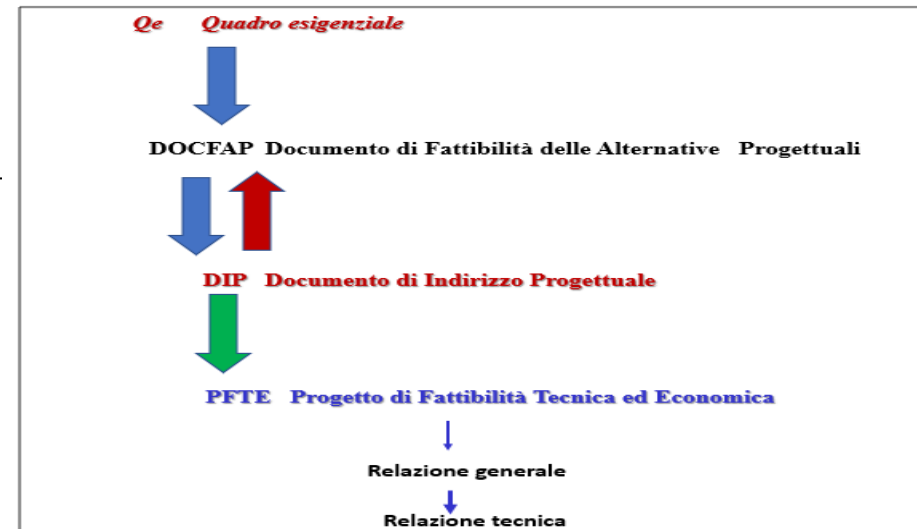 Qe Quadro esigenziale
DOCFAP Documento di Fattibilità delle Alternative Progettuali
DIP Documento di Indirizzo Progettuale
PFTE Progetto di Fattibilità Tecnica ed Economica
Relazione generale
Relazione tecnica